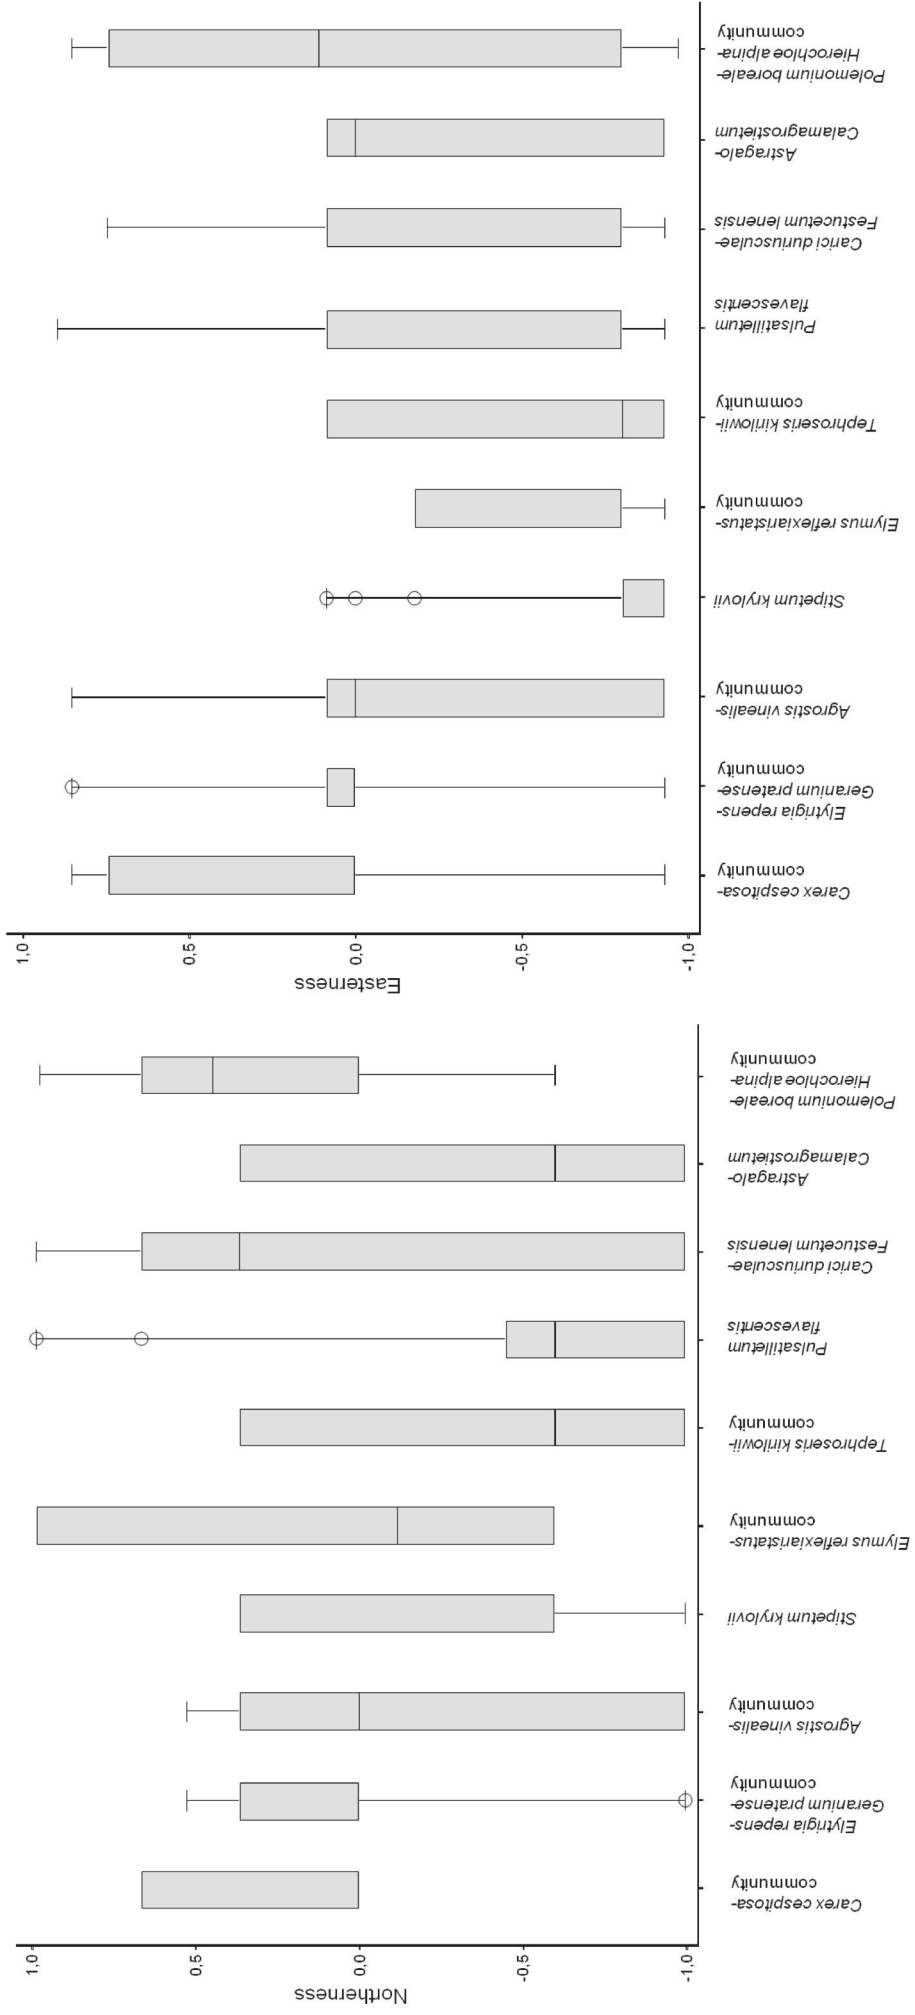 Northerness
-1.0
-0.5
0.0
0.5
1.0
Carex cespitosa-
community
Elytrigia repens-
Geranium pratense-
community
Agrostis vinealis-
community
Stipetum krylovii
Elymus reflexiaristatus-
community
Tephroseris kirilowii-
community
Pulsatilletum
flavescentis
Carici duriusculae-
Festucetum lenensis
Astragalo-
Calamagrostietum
Polemonium boreale-
Hierochloe alpina-
community
Easterness
-1,0
-0,5
0,0
0,5
1,0
Carex cespitosa-
community
Elytrigia repens-
Geranium pratense-
community
Agrostis vinealis-
community
Stipetum krylovii
Elymus reflexiaristatus-
community
Tephroseris kirilowii-
community
Pulsatilletum
flavescentis
Carici duriusculae-
Festucetum lenensis
Astragalo-
Calamagrostietum
Polemonium boreale-
Hierochloe alpina-
community